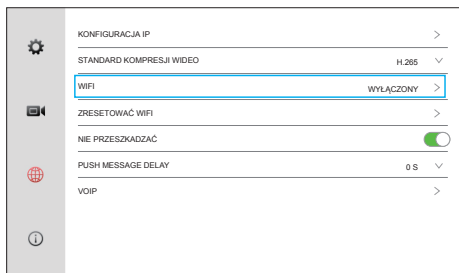 KONFIGURACJA IP
STANDARD KOMPRESJI WIDEO H.265
WIFI WYŁĄCZONY
ZRESETOWAĆ WIFI
NIE PRZESZKADZAĆ
PUSH MESSAGE DELAY 0 S
VOIP